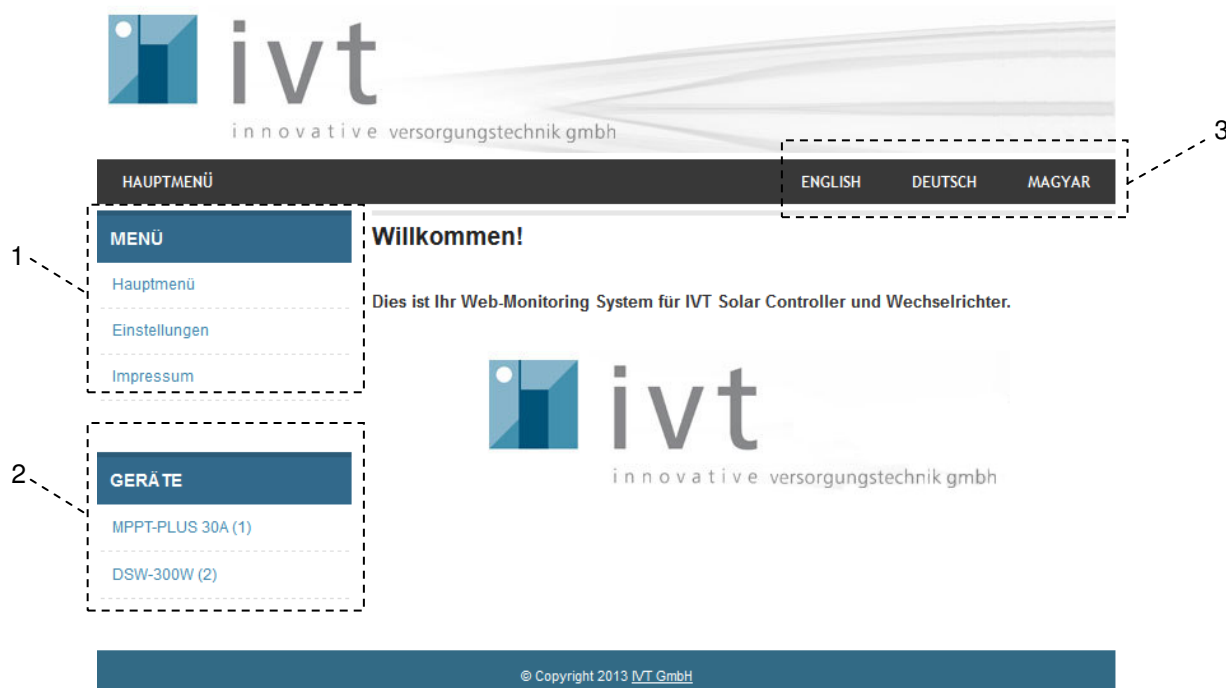 ivt
innovative versorgungstechnik gmbh
3
HAUPTMENÜ ENGLISH DEUTSCH MAGYAR
1
MENÜ
Hauptmenü
Einstellungen
Impressum
Willkommen!
Dies ist Ihr Web-Monitoring System für IVT Solar Controller und Wechselrichter.
ivt
innovative versorgungstechnik gmbh
2
GERÄTE
MPPT-PLUS 30A (1)
DSW-300W (2)
© Copyright 2013 IVT GmbH